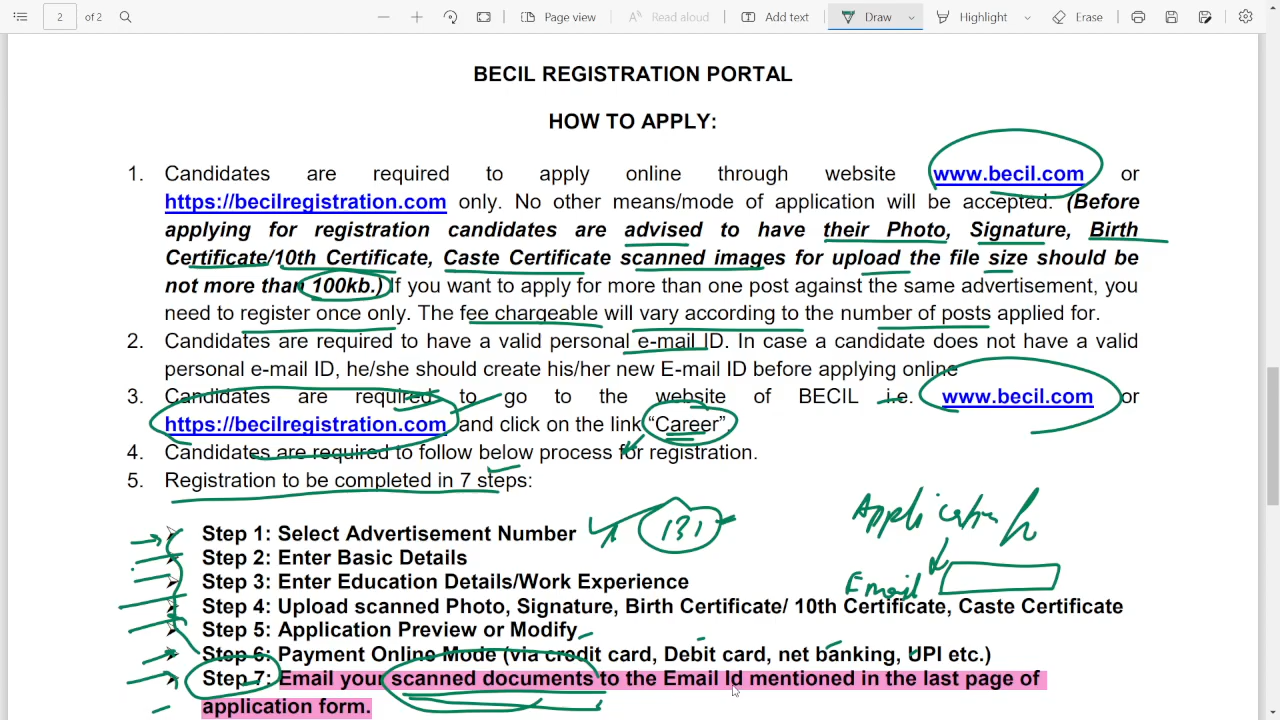 2 of 2 Page view Read aloud Add text Draw Highlight Erase
BECIL REGISTRATION PORTAL
HOW TO APPLY:
1. Candidates are required to apply online through website www.becil.com or
https://becilregistration.com only. No other means/mode of application will be accepted. (Before
applying for registration candidates are advised to have their Photo, Signature, Birth
Certificate/10th Certificate, Caste Certificate scanned images for upload the file size should be
not more than 100kb.) If you want to apply for more than one post against the same advertisement, you
need to register once only. The fee chargeable will vary according to the number of posts applied for.
2. Candidates are required to have a valid personal e-mail ID. In case a candidate does not have a valid
personal e-mail ID, he/she should create his/her new E-mail ID before applying online
3. Candidates are required to go to the website of BECIL i.e. www.becil.com or
https://becilregistration.com and click on the link “Career”.
4. Candidates are required to follow below process for registration.
5. Registration to be completed in 7 steps:
Application
Step 1: Select Advertisement Number 131
Step 2: Enter Basic Details
Step 3: Enter Education Details/Work Experience Email
Step 4: Upload scanned Photo, Signature, Birth Certificate/ 10th Certificate, Caste Certificate
Step 5: Application Preview or Modify
Step 6: Payment Online Mode (via credit card, Debit card, net banking, UPI etc.)
Step 7: Email your scanned documents to the Email Id mentioned in the last page of
application form.